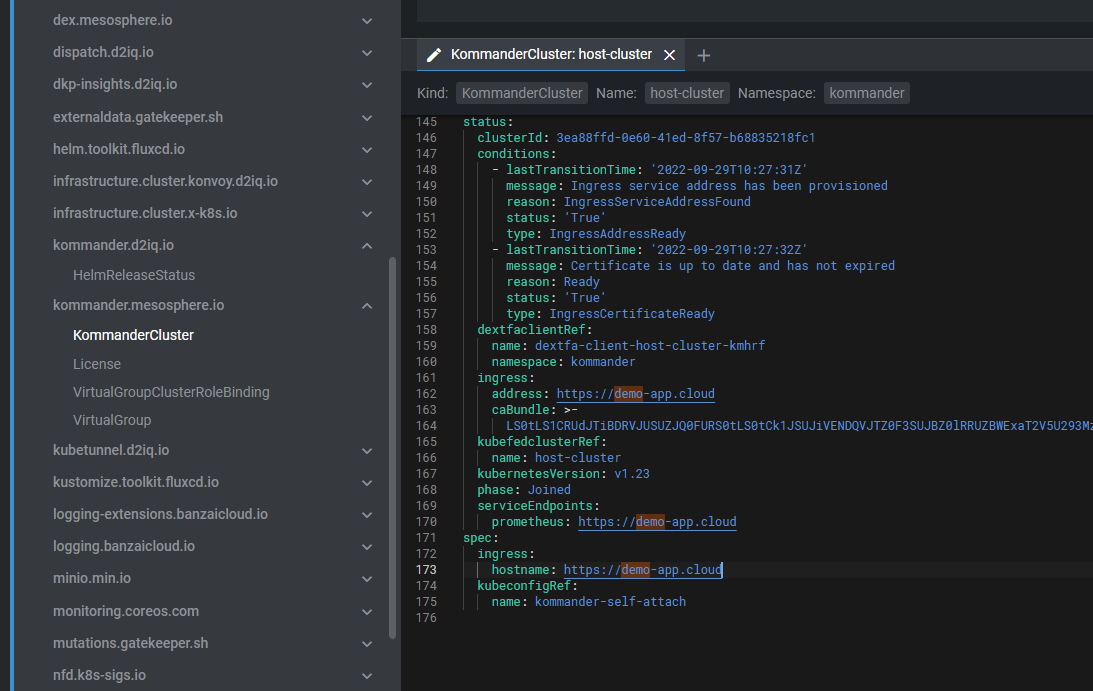 dex.mesosphere.io
dispatch.d2iq.io
dkp-insights.d2iq.io
externaldata.gatekeeper.sh
helm.toolkit.fluxcd.io
infrastructure.cluster.konvoy.d2iq.io
infrastructure.cluster.x-k8s.io
kommander.d2iq.io
HelmReleaseStatus
kommander.mesosphere.io
KommanderCluster
License
VirtualGroupClusterRoleBinding
VirtualGroup
kubetunnel.d2iq.io
kustomize.toolkit.fluxcd.io
logging-extensions.banzaicloud.io
logging.banzaicloud.io
minio.min.io
monitoring.coreos.com
mutations.gatekeeper.sh
nfd.k8s-sigs.io
KommanderCluster: host-cluster
Kind: KommanderCluster Name: host-cluster Namespace: kommander
145 status:
146 clusterId: 3ea88ffd-0e60-41ed-8f57-b68835218fc1
147 conditions:
148 - lastTransitionTime: '2022-09-29T10:27:31Z'
149 message: Ingress service address has been provisioned
150 reason: IngressServiceAddressFound
151 status: 'True'
152 type: IngressAddressReady
153 - lastTransitionTime: '2022-09-29T10:27:32Z'
154 message: Certificate is up to date and has not expired
155 reason: Ready
156 status: 'True'
157 type: IngressCertificateReady
158 dextfaclientRef:
159 name: dextfa-client-host-cluster-kmhrf
160 namespace: kommander
161 ingress:
162 address: https://demo-app.cloud
163 caBundle: >-
164 LS0tLS1CRUdJTiBDRVJUSUZJQ0FURS0tLS0tCk1JSUJiVENDQVJTZ0F3SUJBZ0lRRUZBWExaT2V5U293Mz
165 kubefedclusterRef:
166 name: host-cluster
167 kubernetesVersion: v1.23
168 phase: Joined
169 serviceEndpoints:
170 prometheus: https://demo-app.cloud
171 spec:
172 ingress:
173 hostname: https://demo-app.cloud
174 kubeconfigRef:
175 name: kommander-self-attach
176